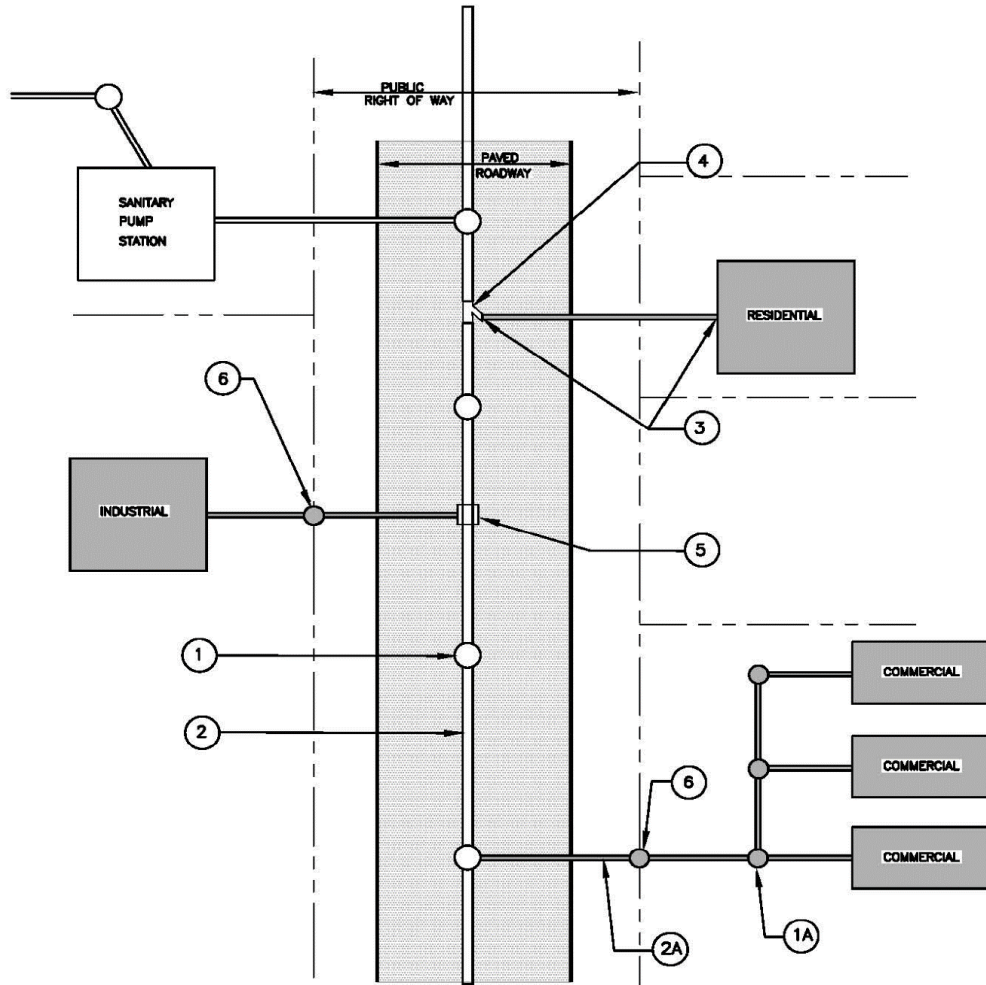 PUBLIC
RIGHT OF WAY
PAVED
ROADWAY
4
SANITARY
PUMP
STATION
RESIDENTIAL
6
3
INDUSTRIAL
5
1
COMMERCIAL
2
COMMERCIAL
6
COMMERCIAL
2A
1A